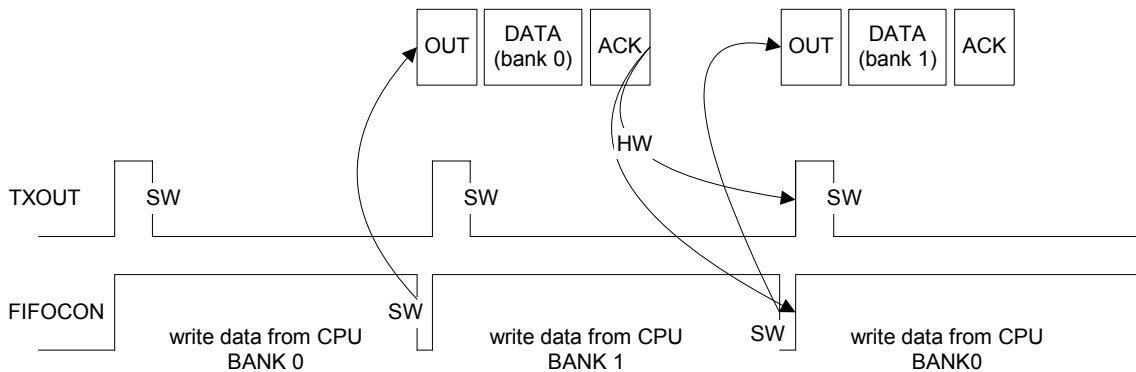 OUT
DATA
(bank 0)
ACK
OUT
DATA
(bank 1)
ACK
HW
TXOUT
SW
SW
SW
FIFOCON
SW
SW
write data from CPU
BANK 0
write data from CPU
BANK 1
write data from CPU
BANK0